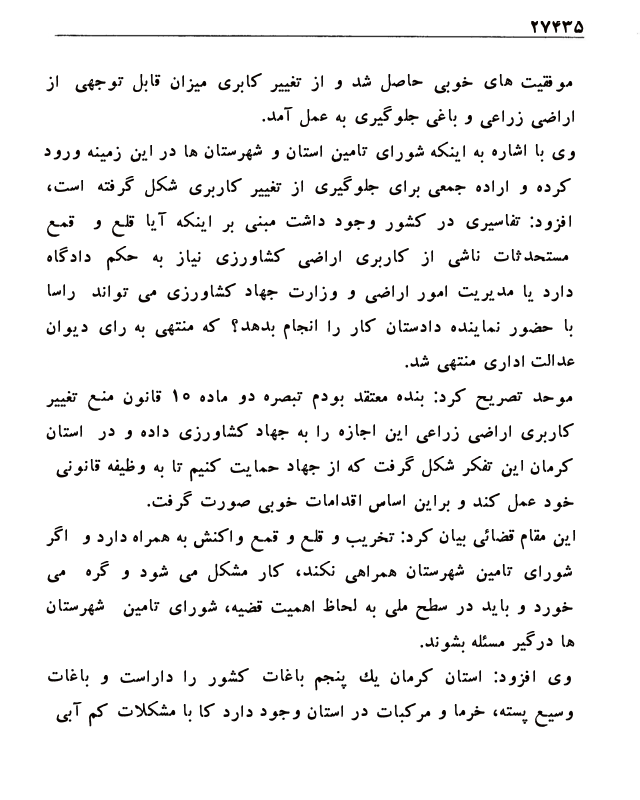 ۲۷۴۳۵
موفقیت های خوبی حاصل شد و از تغییر کابری میزان قابل توجهی از
اراضی زراعی و باغی جلوگیری به عمل آمد.
وی با اشاره به اینکه شورای تامین استان و شهرستان ها در این زمینه ورود
کرده و اراده جمعی برای جلوگیری از تغییر کاربری شکل گرفته است،
افزود: تفاسیری در کشور وجود داشت مبنی بر اینکه آیا قلع و قمع
مستحدثات ناشی از کاربری اراضی کشاورزی نیاز به حکم دادگاه
دارد یا مدیریت امور اراضی و وزارت جهاد کشاورزی می تواند راسا
با حضور نماینده دادستان کار را انجام بدهد؟ که منتهی به رای دیوان
عدالت اداری منتهی شد.
موحد تصریح کرد: بنده معتقد بودم تبصره دو ماده ۱۰ قانون منع تغییر
کاربری اراضی زراعی این اجازه را به جهاد کشاورزی داده و در استان
کرمان این تفکر شکل گرفت که از جهاد حمایت کنیم تا به وظیفه قانونی
خود عمل کند و براین اساس اقدامات خوبی صورت گرفت.
این مقام قضائی بیان کرد: تخریب و قلع و قمع واکنش به همراه دارد و اگر
شورای تامین شهرستان همراهی نکند، کار مشکل می شود و گره می
خورد و باید در سطح ملی به لحاظ اهمیت قضیه، شورای تامین شهرستان
ها درگیر مسئله بشوند.
وی افزود: استان کرمان یك پنجم باغات کشور را داراست و باغات
وسیع پسته، خرما و مرکبات در استان وجود دارد کا با مشکلات کم آبی